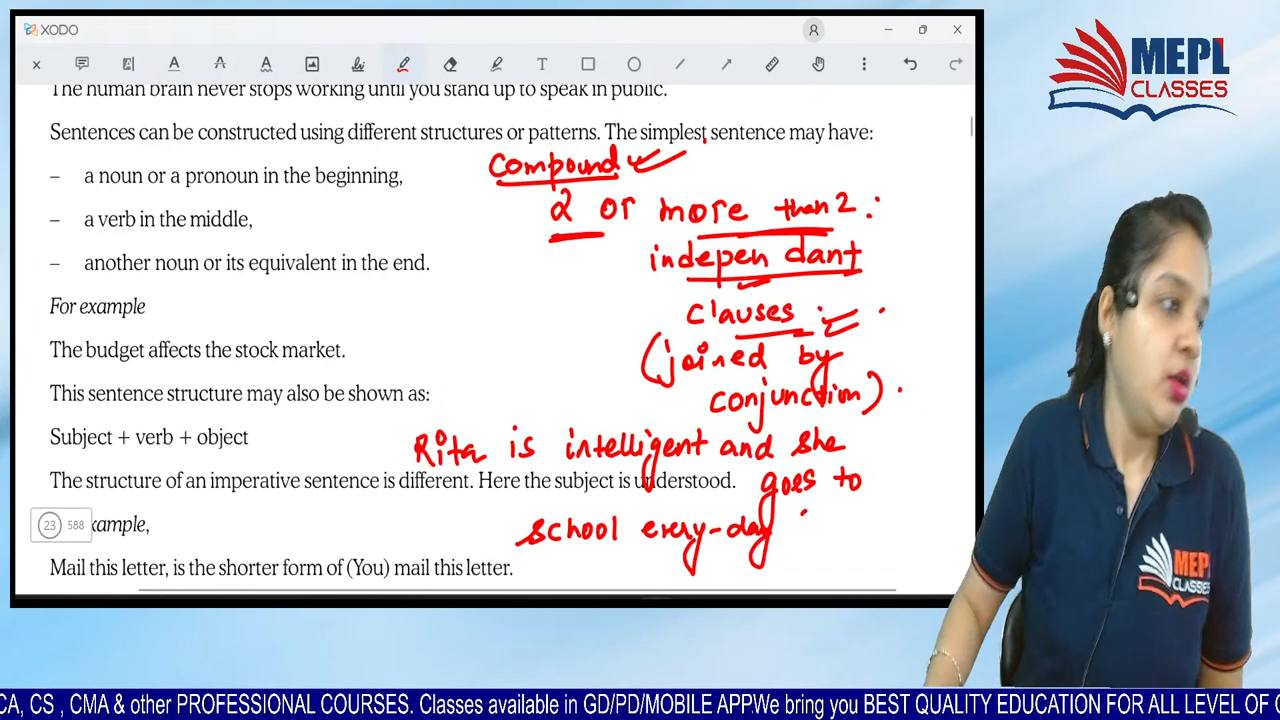 XODO
The human brain never stops working until you stand up to speak in public.
Sentences can be constructed using different structures or patterns. The simplest sentence may have:
compound
– a noun or a pronoun in the beginning,
2 or more than 2
– a verb in the middle,
indepen dant
– another noun or its equivalent in the end.
clauses
For example
The budget affects the stock market.
(joined by
This sentence structure may also be shown as:
conjunction).
Subject + verb + object
Rita is intelligent and she
The structure of an imperative sentence is different. Here the subject is understood.
goes to
23 588
xample,
school every-day
Mail this letter, is the shorter form of (You) mail this letter.
MEPL
CLASSES
MEPL
CLASSES
CA, CS , CMA & other PROFESSIONAL COURSES. Classes available in GD/PD/MOBILE APPWe bring you BEST QUALITY EDUCATION FOR ALL LEVEL OF